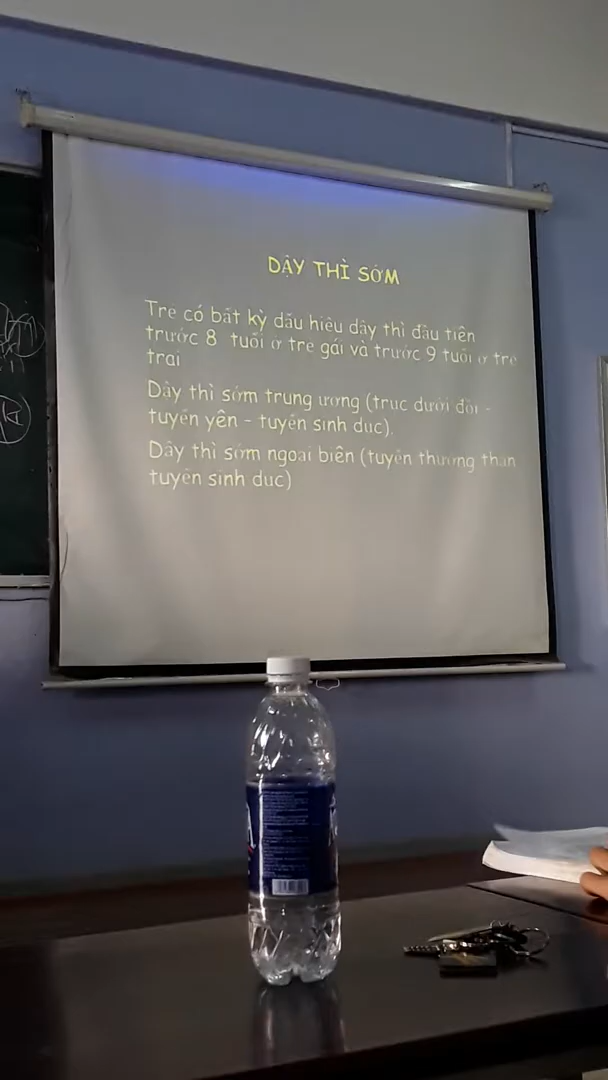 DẬY THÌ SỚM
Trẻ có bất kỳ dấu hiệu dậy thì đầu tiên
trước 8 tuổi ở trẻ gái và trước 9 tuổi ở trẻ
trai
Dậy thì sớm trung ương (trục dưới đồi -
tuyến yên - tuyến sinh dục).
Dậy thì sớm ngoại biên (tuyến thượng thận
tuyến sinh dục)